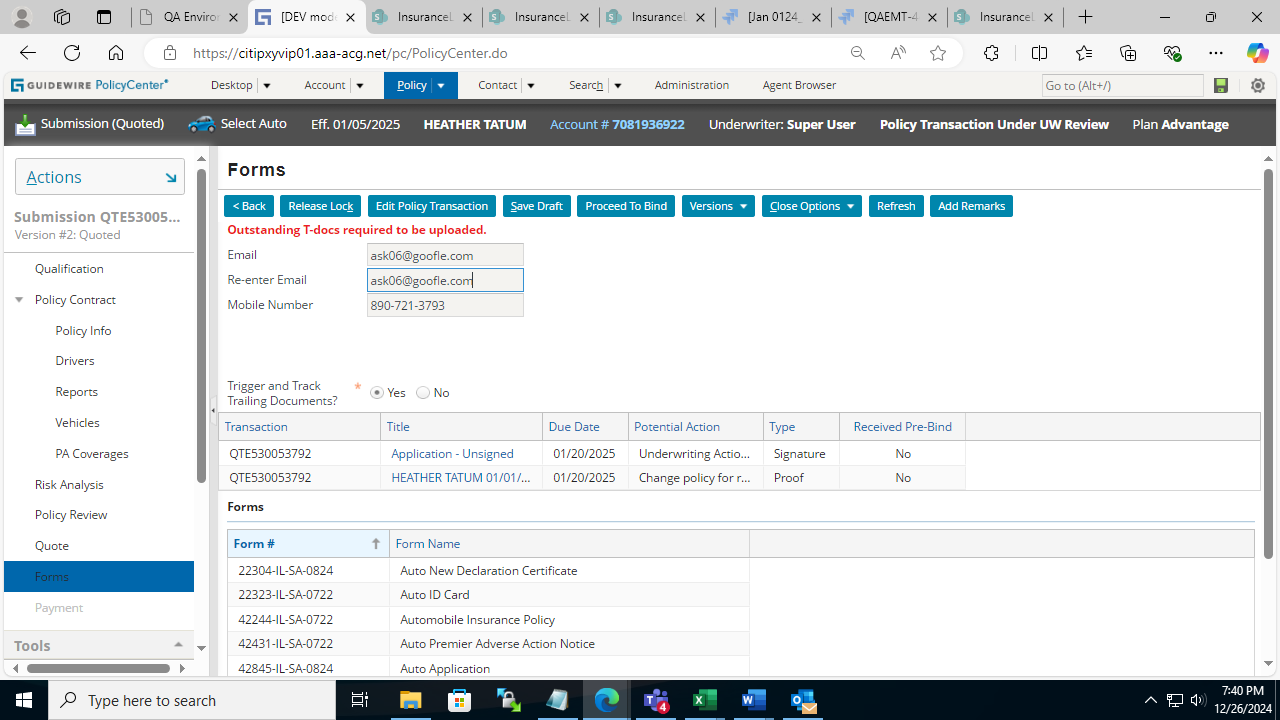 QA Environ
[DEV mode
InsuranceL
InsuranceL
InsuranceL
[Jan 0124_
[QAEMT-4
InsuranceL
https://citipxyvip01.aaa-acg.net/pc/PolicyCenter.do
GUIDEWIRE PolicyCenter
Desktop
Account
Policy
Contact
Search
Administration
Agent Browser
Go to (Alt+/)
Submission (Quoted)
Select Auto
Eff. 01/05/2025
HEATHER TATUM
Account # 7081936922
Underwriter: Super User
Policy Transaction Under UW Review
Plan Advantage
Actions
Submission QTE53005...
Version #2: Quoted
Qualification
Policy Contract
Policy Info
Drivers
Reports
Vehicles
PA Coverages
Risk Analysis
Policy Review
Quote
Forms
Payment
Tools
Forms
< Back
Release Lock
Edit Policy Transaction
Save Draft
Proceed To Bind
Versions
Close Options
Refresh
Add Remarks
Outstanding T-docs required to be uploaded.
Email ask06@goofle.com
Re-enter Email ask06@goofle.com
Mobile Number 890-721-3793
Trigger and Track
Trailing Documents? * Yes No
Transaction Title Due Date Potential Action Type Received Pre-Bind
QTE530053792 Application - Unsigned 01/20/2025 Underwriting Actio... Signature No
QTE530053792 HEATHER TATUM 01/01/... 01/20/2025 Change policy for r... Proof No
Forms
Form # Form Name
22304-IL-SA-0824 Auto New Declaration Certificate
22323-IL-SA-0722 Auto ID Card
42244-IL-SA-0722 Automobile Insurance Policy
42431-IL-SA-0722 Auto Premier Adverse Action Notice
42845-IL-SA-0824 Auto Application
Type here to search
4
7:40 PM
12/26/2024